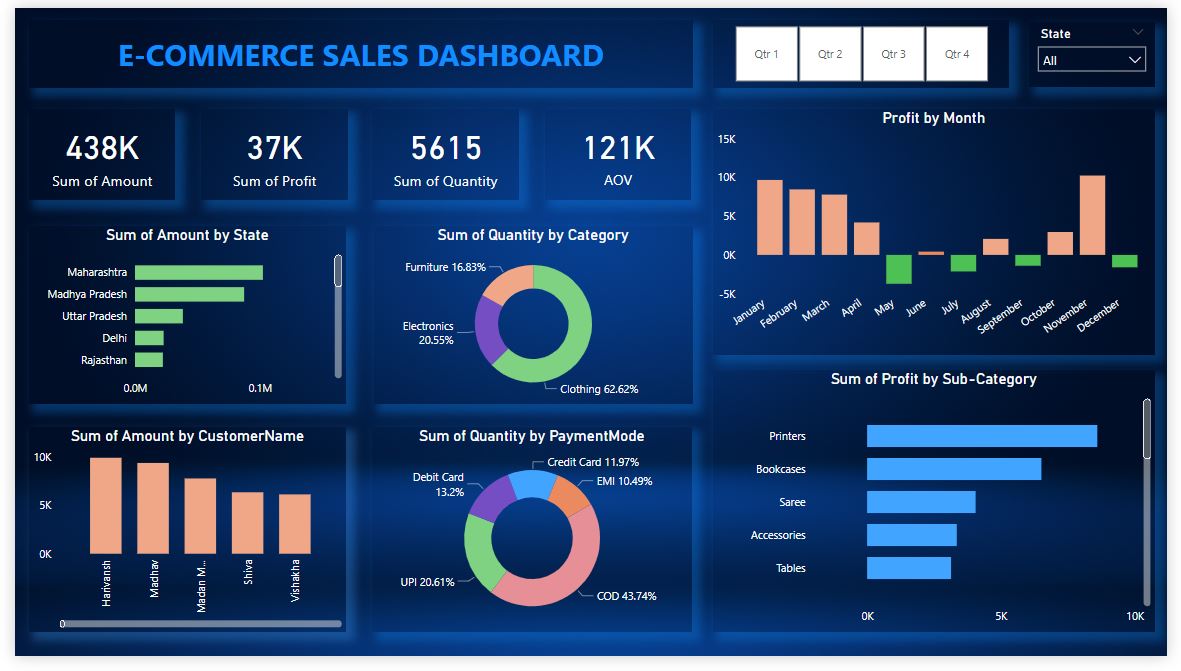 E-COMMERCE SALES DASHBOARD
Qtr 1
Qtr 2
Qtr 3
Qtr 4
State
All
438K
Sum of Amount
37K
Sum of Profit
5615
Sum of Quantity
121K
AOV
Profit by Month
15K
10K
5K
0K
-5K
January
February
March
April
May
June
July
August
September
October
November
December
Sum of Amount by State
Maharashtra
Madhya Pradesh
Uttar Pradesh
Delhi
Rajasthan
0.0M
0.1M
Sum of Quantity by Category
Furniture 16.83%
Electronics
20.55%
Clothing 62.62%
Sum of Profit by Sub-Category
Printers
Bookcases
Saree
Accessories
Tables
0K
5K
10K
Sum of Amount by CustomerName
10K
5K
0K
Harivansh
Madhav
Madan M...
Shiva
Vishakha
Sum of Quantity by PaymentMode
Credit Card 11.97%
EMI 10.49%
Debit Card
13.2%
UPI 20.61%
COD 43.74%